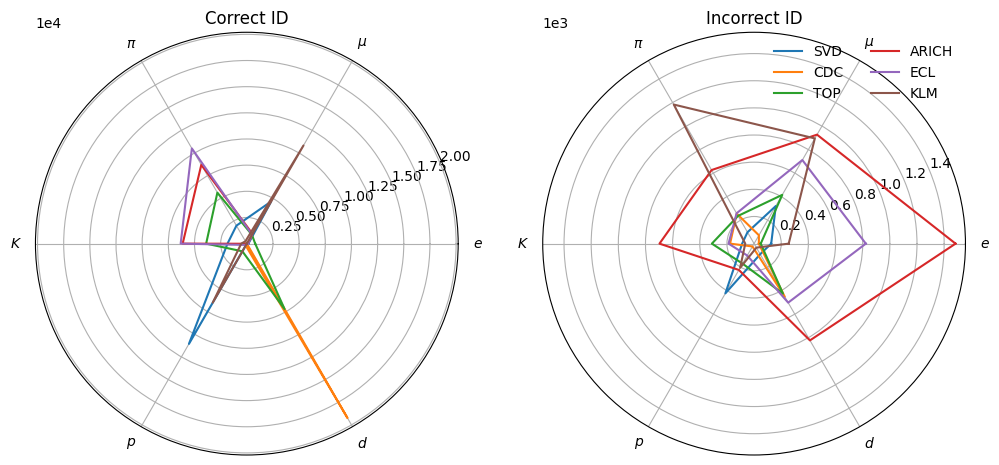 Correct ID
1e4
π
μ
K
e
p
d
0.25
0.50
0.75
1.00
1.25
1.50
1.75
2.00
Incorrect ID
1e3
π
μ
K
e
p
d
0.2
0.4
0.6
0.8
1.0
1.2
1.4
SVD
CDC
TOP
ARICH
ECL
KLM